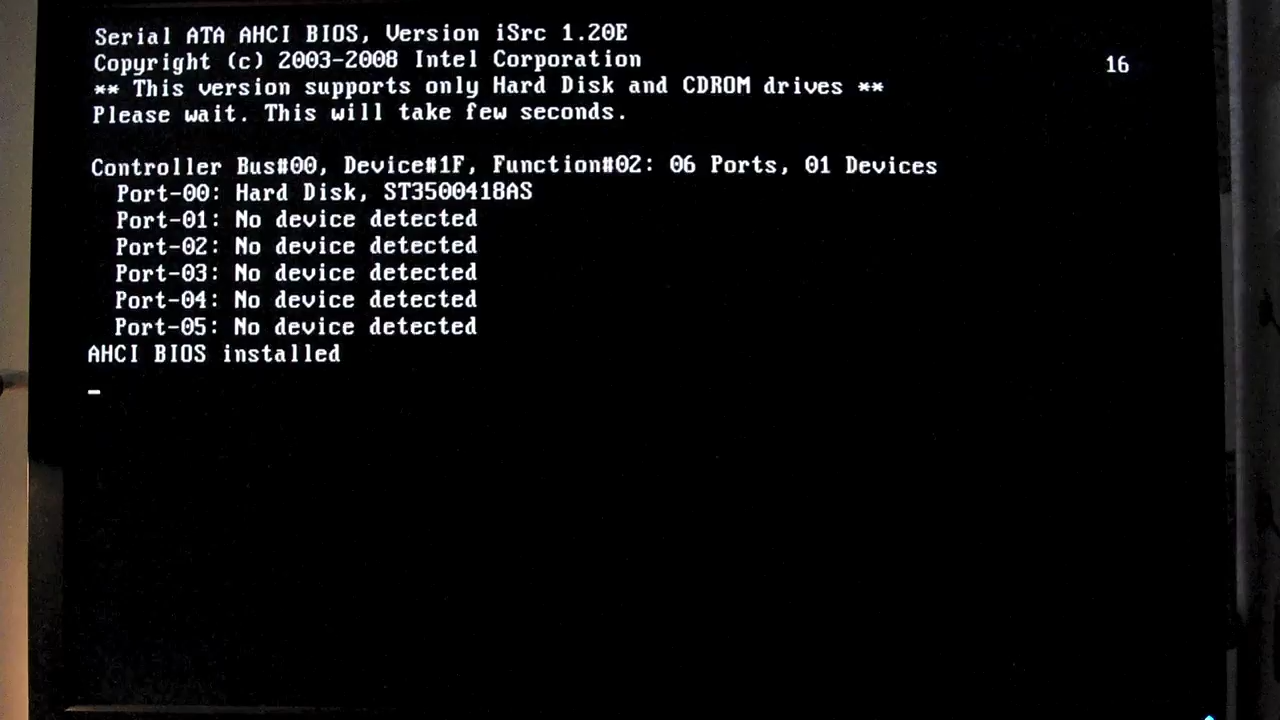 Serial ATA AHCI BIOS, Version iSrc 1.20E
Copyright (c) 2003-2008 Intel Corporation
16
** This version supports only Hard Disk and CDROM drives **
Please wait. This will take few seconds.
Controller Bus#00, Device#1F, Function#02: 06 Ports, 01 Devices
Port-00: Hard Disk, ST3500418AS
Port-01: No device detected
Port-02: No device detected
Port-03: No device detected
Port-04: No device detected
Port-05: No device detected
AHCI BIOS installed
_